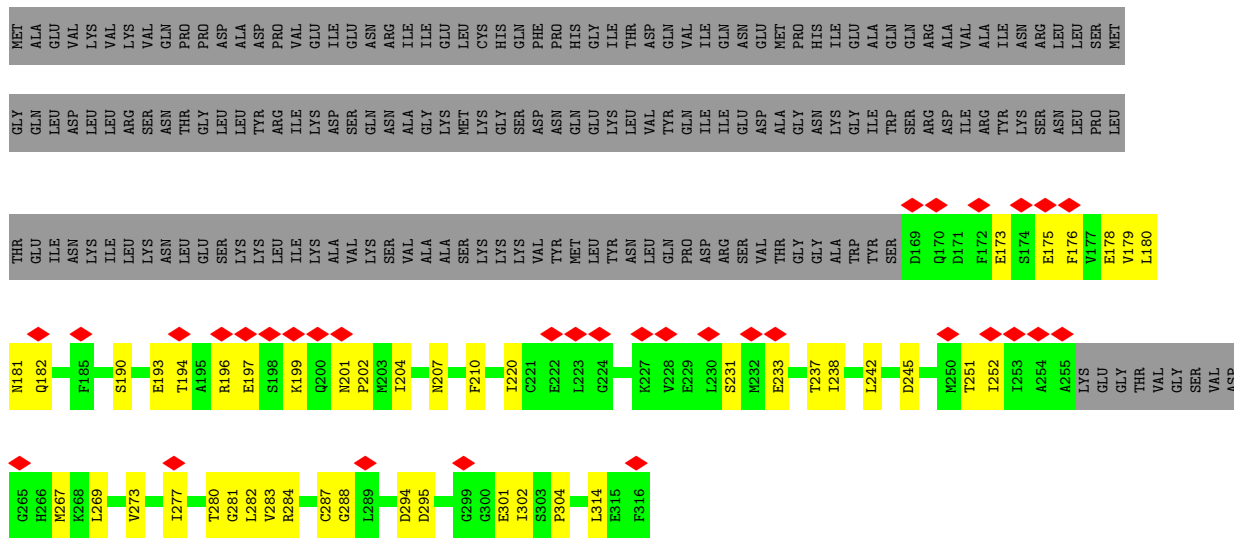 MET ALA GLU VAL LYS VAL LYS VAL GLN PRO PRO ASP ALA ASP PRO VAL GLU ILE GLU ASN ARG ILE ILE GLU LEU CYS HIS GLN PHE PRO HIS GLY ILE THR ASP GLN VAL ILE GLN ASN GLU MET PRO HIS ILE GLU ALA GLN GLN ARG ALA VAL ALA ILE ASN ARG LEU LEU SER MET
GLY GLN LEU ASP LEU LEU ARG SER ASN THR GLY LEU LEU TYR ARG ILE LYS ASP SER GLN ASN ALA GLY LYS MET LYS GLY SER ASP ASN GLN GLU LYS LEU VAL TYR GLN ILE ILE GLU ASP ALA GLY ASN LYS GLY ILE TRP SER ARG ASP ILE ARG TYR LYS SER ASN LEU PRO LEU
THR GLU ILE ASN LYS ILE LEU LYS ASN LEU GLU SER LYS LYS LEU ILE LYS ALA VAL LYS SER VAL ALA ALA SER LYS LYS LYS VAL TYR MET LEU TYR ASN LEU GLN PRO ASP ARG SER VAL THR GLY GLY ALA TRP TYR SER D169 Q170 D171 F172 E173 S174 E175 F176 V177 E178 V179 L180
N181 Q182 F185 S190 E193 T194 A195 R196 E197 S198 K199 Q200 N201 P202 M203 I204 N207 F210 I220 C221 E222 L223 G224 K227 V228 E229 L230 S231 M232 E233 T237 I238 L242 D245 M250 T251 I252 I253 A254 A255 LYS GLU GLY THR VAL GLY SER VAL ASP
G265 H266 M267 K268 L269 V273 I277 T280 G281 L282 V283 R284 C287 G288 L289 D294 D295 G299 G300 E301 I302 S303 P304 L314 E315 F316